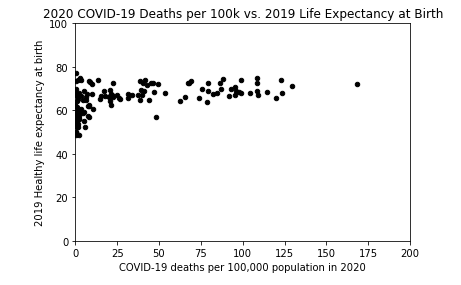 2020 COVID-19 Deaths per 100k vs. 2019 Life Expectancy at Birth
100
80
60
40
20
0
2019 Healthy life expectancy at birth
0 25 50 75 100 125 150 175 200
COVID-19 deaths per 100,000 population in 2020